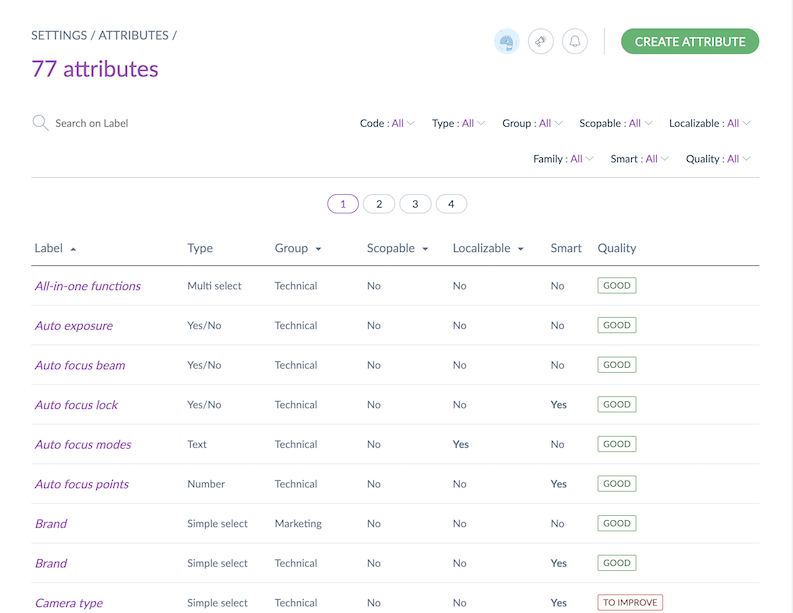 SETTINGS / ATTRIBUTES /
CREATE ATTRIBUTE
77 attributes
Search on Label
Code : All Type : All Group : All Scopable : All Localizable : All
Family : All Smart : All Quality : All
1 2 3 4
Label Type Group Scopable Localizable Smart Quality
All-in-one functions Multi select Technical No No No GOOD
Auto exposure Yes/No Technical No No No GOOD
Auto focus beam Yes/No Technical No No No GOOD
Auto focus lock Yes/No Technical No No Yes GOOD
Auto focus modes Text Technical No Yes No GOOD
Auto focus points Number Technical No No Yes GOOD
Brand Simple select Marketing No No No GOOD
Brand Simple select Technical No No Yes GOOD
Camera type Simple select Technical No No Yes TO IMPROVE